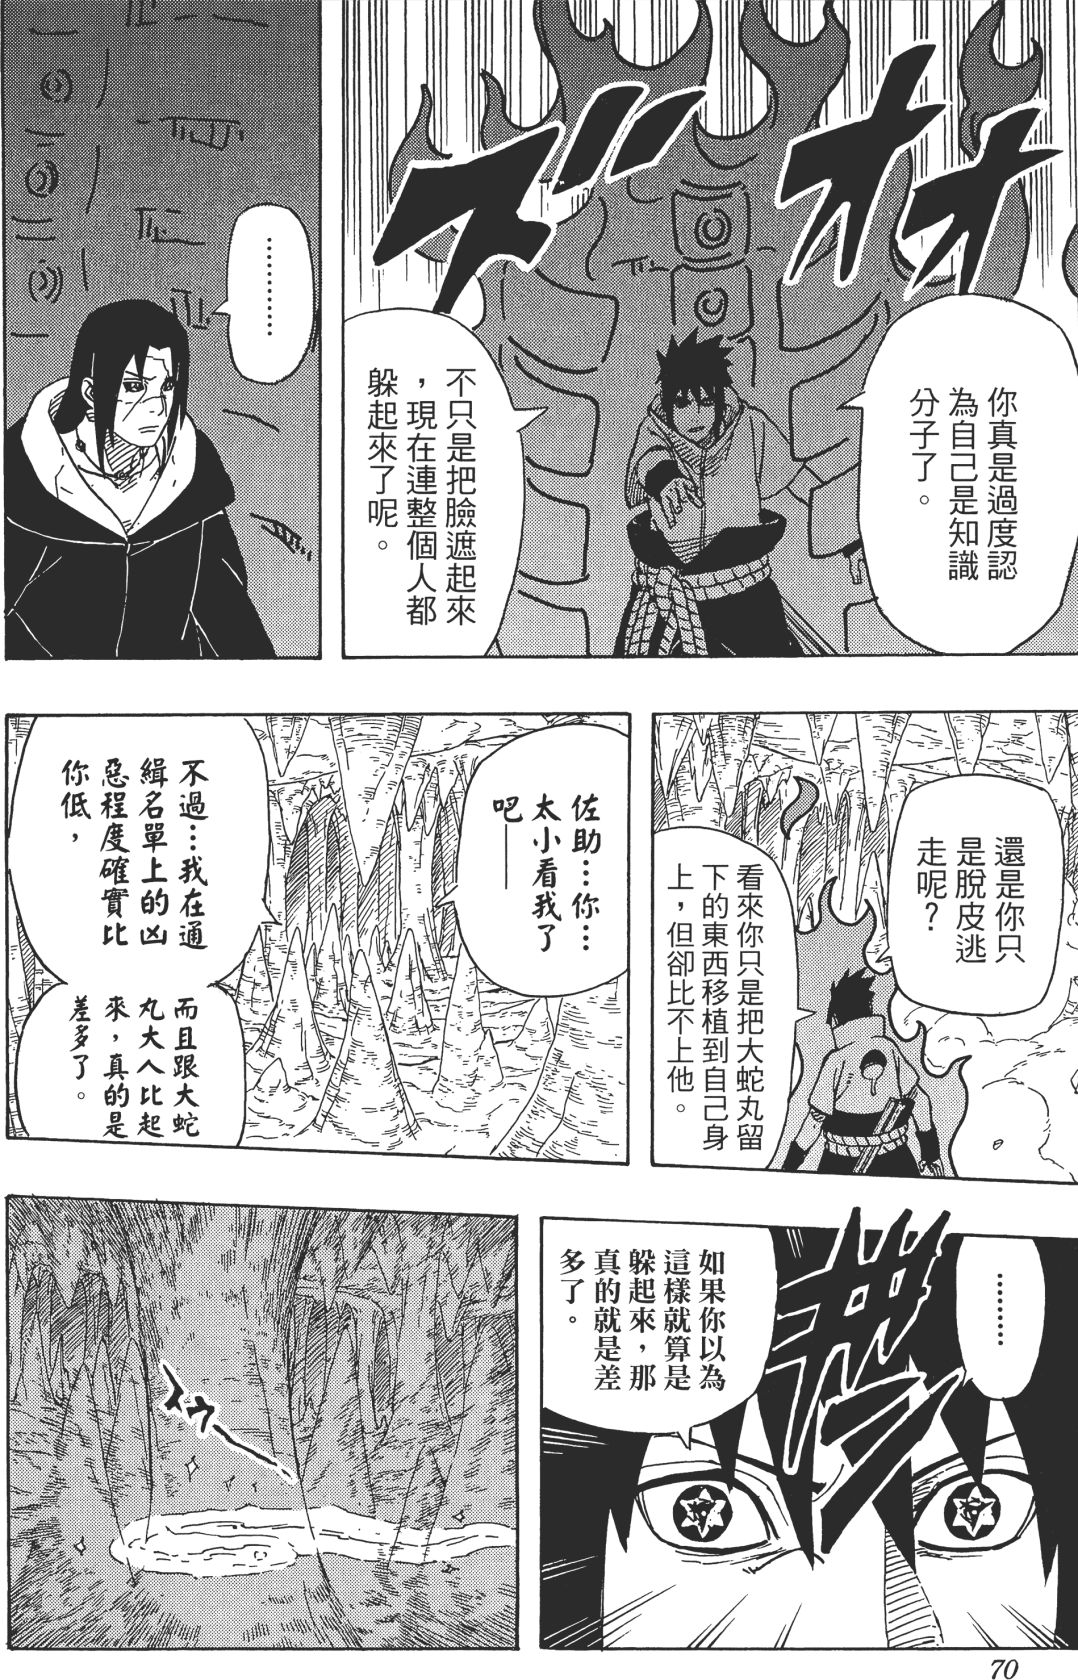 オオ
ズ
你真是過度認
為自己是知識
分子了。
不只是把臉遮起來
，現在連整個人都
躲起來了呢。
………
還是你只
是脫皮逃
走呢？
看來你只是把大蛇丸留
下的東西移植到自己身
上，但卻比不上他。
佐助…你…
太小看我了
吧──
不過…我在通
緝名單上的凶
惡程度確實比
你低，
而且跟大蛇
丸大人比起
來，真的是
差多了。
………
如果你以為
這樣就算是
躲起來，那
真的就是差
多了。
スゥー
70